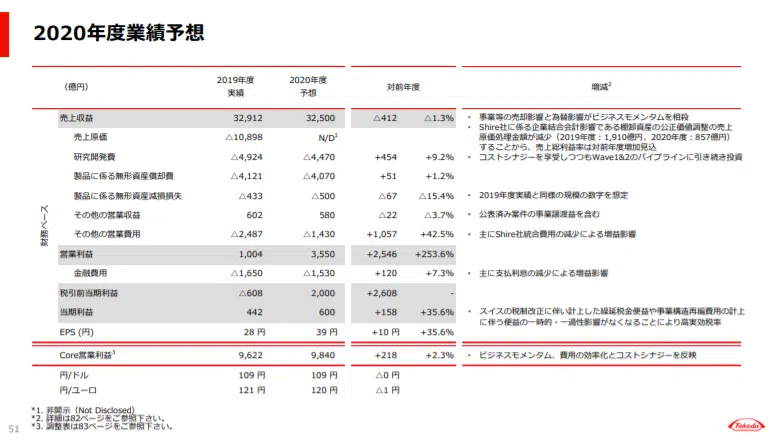 2020年度業績予想
（億円） 2019年度実績 2020年度予想 対前年度 増減2
財務ベース
売上収益 32,912 32,500 △412 △1.3% • 事業等の売却影響と為替影響がビジネスモメンタムを相殺
売上原価 △10,898 N/D1 • Shire社に係る企業結合会計影響である棚卸資産の公正価値調整の売上
原価処理金額が減少（2019年度：1,910億円、2020年度：857億円）
することから、売上総利益率は対前年度増加見込
研究開発費 △4,924 △4,470 +454 +9.2% • コストシナジーを享受しつつもWave1&2のパイプラインに引き続き投資
製品に係る無形資産償却費 △4,121 △4,070 +51 +1.2%
製品に係る無形資産減損損失 △433 △500 △67 △15.4% • 2019年度実績と同様の規模の数字を想定
その他の営業収益 602 580 △22 △3.7% • 公表済み案件の事業譲渡益を含む
その他の営業費用 △2,487 △1,430 +1,057 +42.5% • 主にShire社統合費用の減少による増益影響
営業利益 1,004 3,550 +2,546 +253.6%
金融費用 △1,650 △1,530 +120 +7.3% • 主に支払利息の減少による増益影響
税引前当期利益 △608 2,000 +2,608 -
当期利益 442 600 +158 +35.6% • スイスの税制改正に伴い計上した繰延税金便益や事業構造再編費用の計上
に伴う便益の一時的・一過性影響がなくなることにより高実効税率
EPS (円) 28 円 39 円 +10 円 +35.6%
Core営業利益3 9,622 9,840 +218 +2.3% • ビジネスモメンタム、費用の効率化とコストシナジーを反映
円/ドル 109 円 109 円 △0 円
円/ユーロ 121 円 120 円 △1 円
*1. 非開示（Not Disclosed）
*2. 詳細は82ページをご参照下さい。
*3. 調整表は83ページをご参照下さい。
51
Takeda